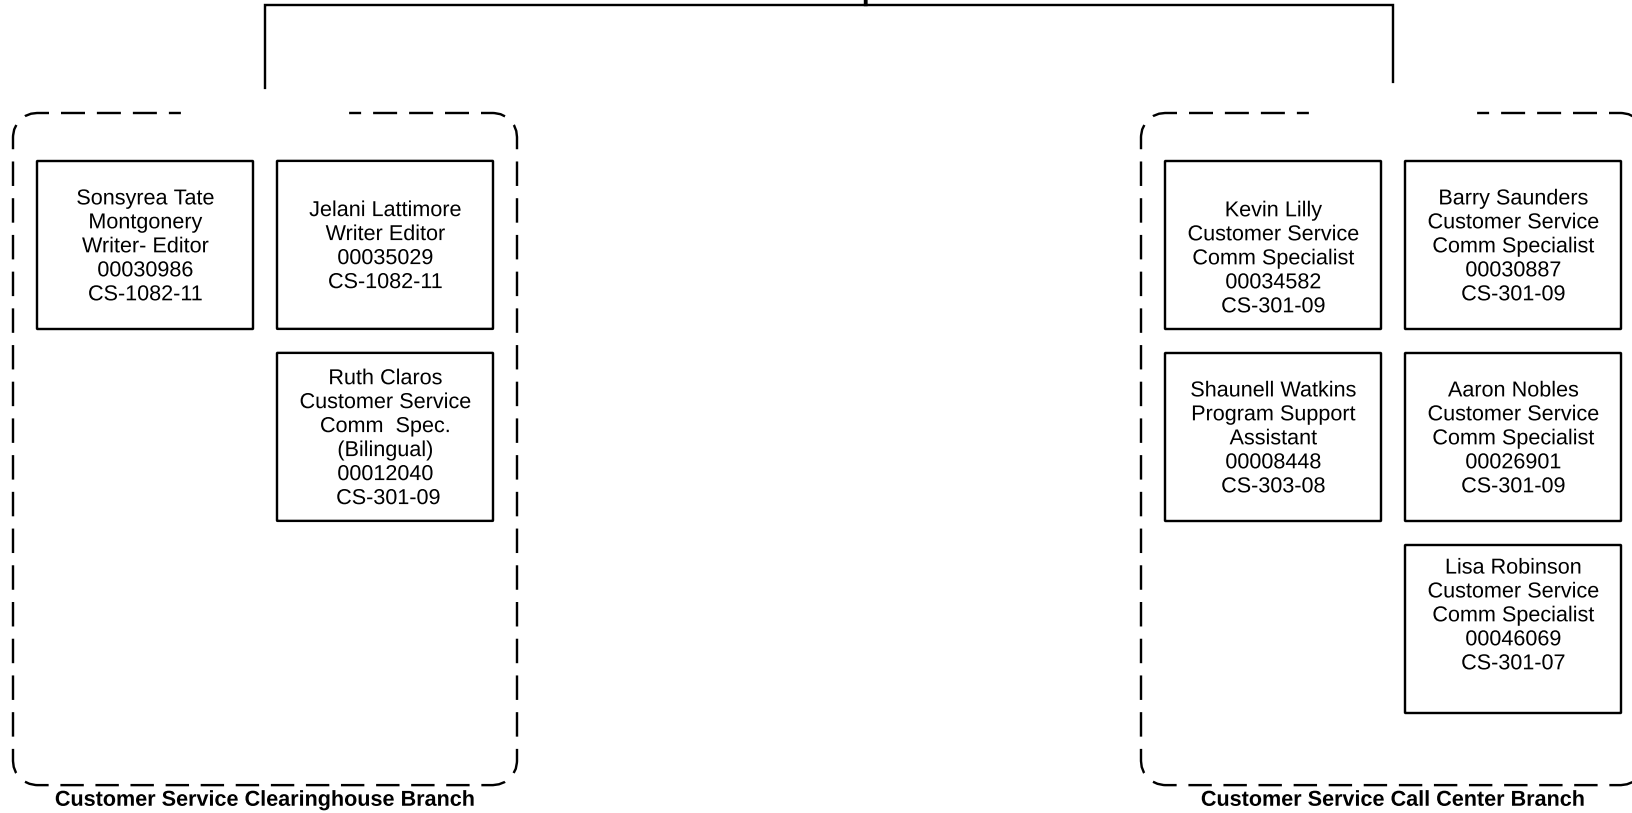 Sonsyrea Tate
Montgonery
Writer- Editor
00030986
CS-1082-11
Jelani Lattimore
Writer Editor
00035029
CS-1082-11
Ruth Claros
Customer Service
Comm  Spec.
(Bilingual)
00012040
CS-301-09
Customer Service Clearinghouse Branch
Kevin Lilly
Customer Service
Comm Specialist
00034582
CS-301-09
Barry Saunders
Customer Service
Comm Specialist
00030887
CS-301-09
Shaunell Watkins
Program Support
Assistant
00008448
CS-303-08
Aaron Nobles
Customer Service
Comm Specialist
00026901
CS-301-09
Lisa Robinson
Customer Service
Comm Specialist
00046069
CS-301-07
Customer Service Call Center Branch